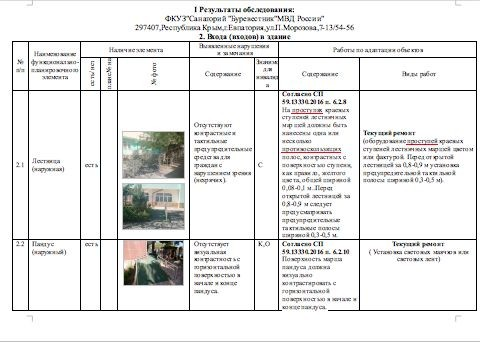 I Результаты обследования:
ФКУЗ"Санаторий "Буревестник"МВД России"
297407,Республика Крым,г.Евпатория,ул.П.Морозова,7-13/54-56
2. Входа (входов) в здание
№ п/п
Наименование
функционально-
планировочного
элемента
Наличие элемента
есть/нет
№ на плане
№ фото
Выявленные нарушения
и замечания
Содержание
Значимо
для
инвалид
а
Работы по адаптации объектов
Содержание
Виды работ
2.1
Лестница
(наружная)
есть
Отсутствуют
контрастные и
тактильные
предупредительные
средства для
граждан с
нарушением зрения
(незрячих).
С
Согласно СП
59.13330.2016 п. 6.2.8
На проступях краевых
ступеней лестничных
маршей должны быть
нанесены одна или
несколько
противоскользящих
полос, контрастных с
поверхностью ступени,
как правило, желтого
цвета, общей шириной
0,08-0,1 м. Перед
открытой лестницей за
0,8-0,9 м следует
предусматривать
предупредительные
тактильные полосы
шириной 0,3-0,5 м.
Текущий ремонт
(оборудование проступей краевых
ступеней лестничных маршей цветом
или фактурой. Перед открытой
лестницей за 0,8-0,9 м установка
предупредительной тактильной
полосы шириной 0,3-0,5 м).
2.2
Пандус
(наружный)
есть
Отсутствует
визуальная
контрастность с
горизонтальной
поверхностью в
начале и конце
пандуса.
К,О
Согласно СП
59.13330.2016 п. 6.2.10
Поверхность марша
пандуса должна
визуально
контрастировать с
горизонтальной
поверхностью в начале и
конце пандуса.
Текущий ремонт
( Установка световых маячков или
световых лент)